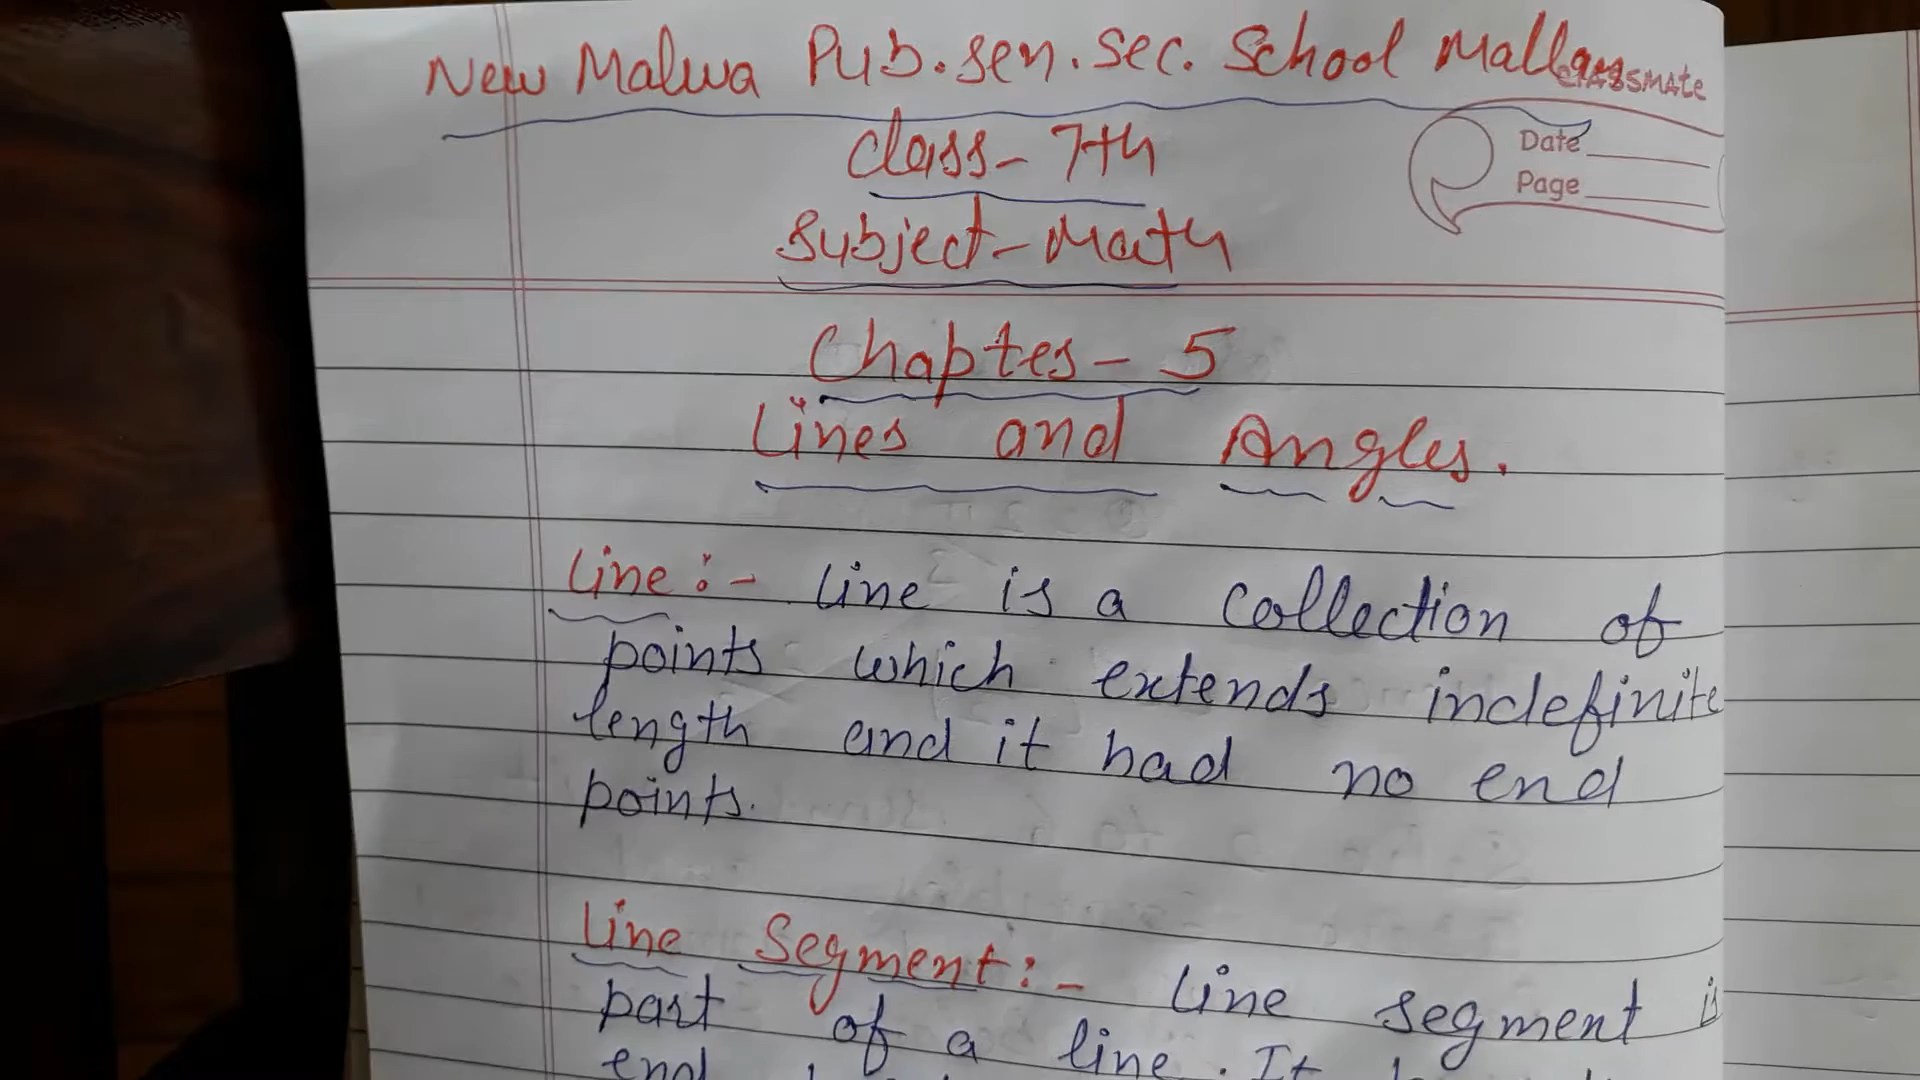 New Malwa Pub. sen. sec. School Mallan
classmate
Date
Page
Class - 7th
Subject - Math
Chapter - 5
Lines and Angles.
Line :- Line is a collection of
points which extends indefinite
length and it had no end
points.
Line Segment :- Line segment is
part of a line. It
end